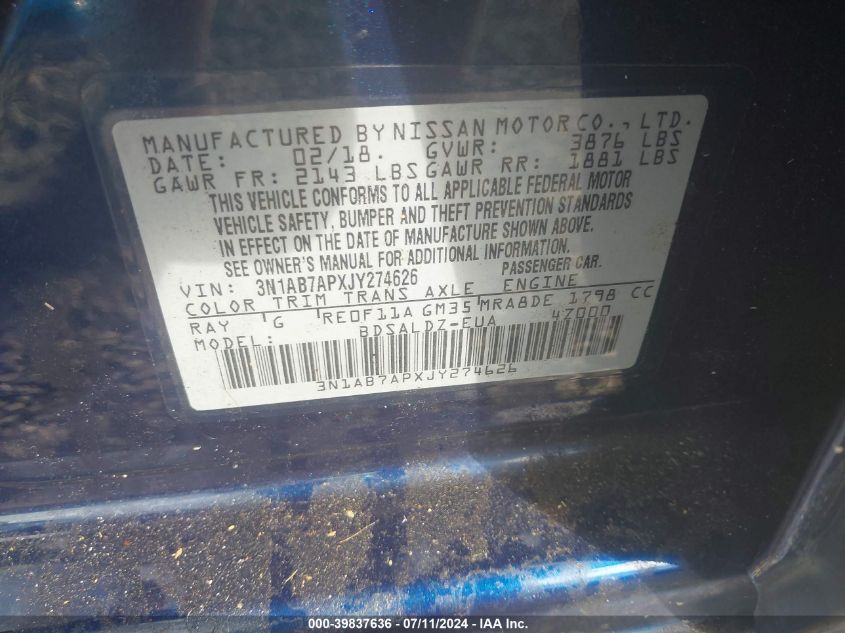 MANUFACTURED BY NISSAN MOTOR CO., LTD.
DATE: 02/18. GVWR: 3876 LBS
GAWR FR: 2143 LBS GAWR RR: 1881 LBS
THIS VEHICLE CONFORMS TO ALL APPLICABLE FEDERAL MOTOR
VEHICLE SAFETY, BUMPER AND THEFT PREVENTION STANDARDS
IN EFFECT ON THE DATE OF MANUFACTURE SHOWN ABOVE.
SEE OWNER'S MANUAL FOR ADDITIONAL INFORMATION.
VIN: 3N1AB7APXJY274626 PASSENGER CAR.
COLOR TRIM TRANS AXLE ENGINE
RAY 'G RE0F11A GM35 MRA8DE 1798 CC
MODEL: BDSALDZ-EUA 47000
3N1AB7APXJY274626
000-39837636 - 07/11/2024 - IAA Inc.